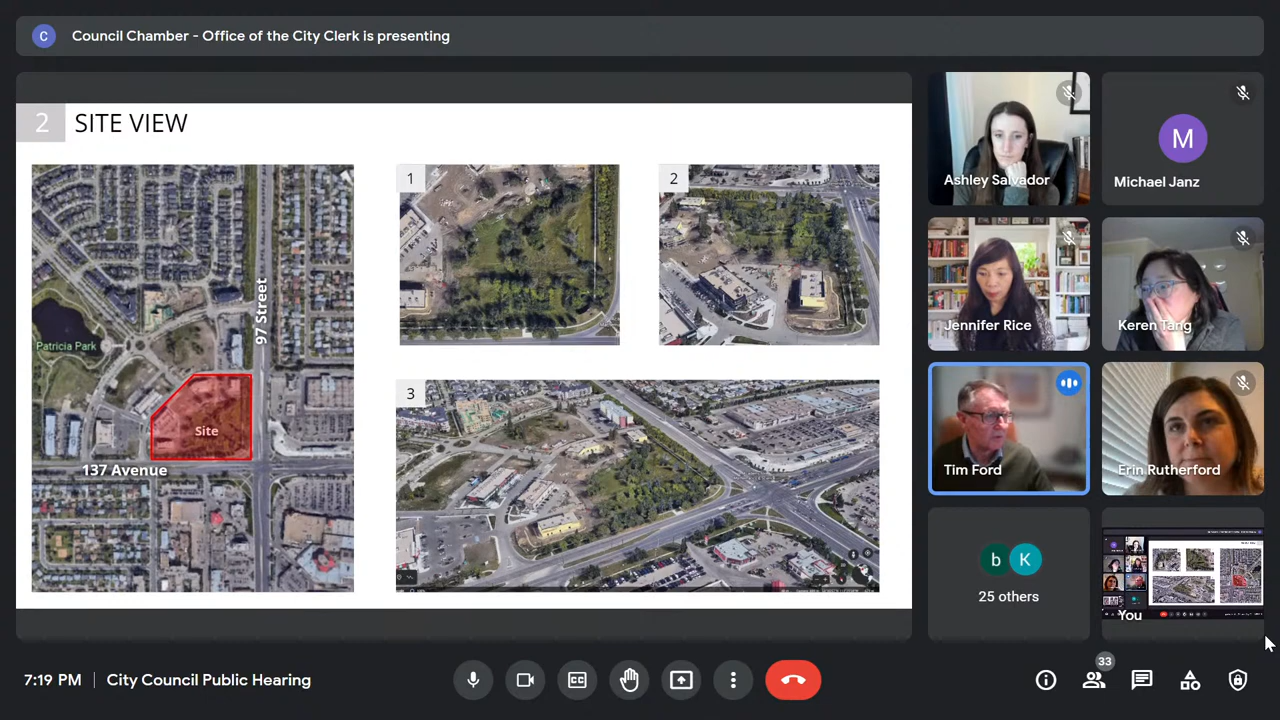 C
Council Chamber - Office of the City Clerk is presenting
2
SITE VIEW
97 Street
Patricia Park
Site
137 Avenue
1
2
3
Ashley Salvador
M
Michael Janz
Jennifer Rice
Keren Tang
Tim Ford
Erin Rutherford
b
K
25 others
You
7:19 PM
City Council Public Hearing
CC
33